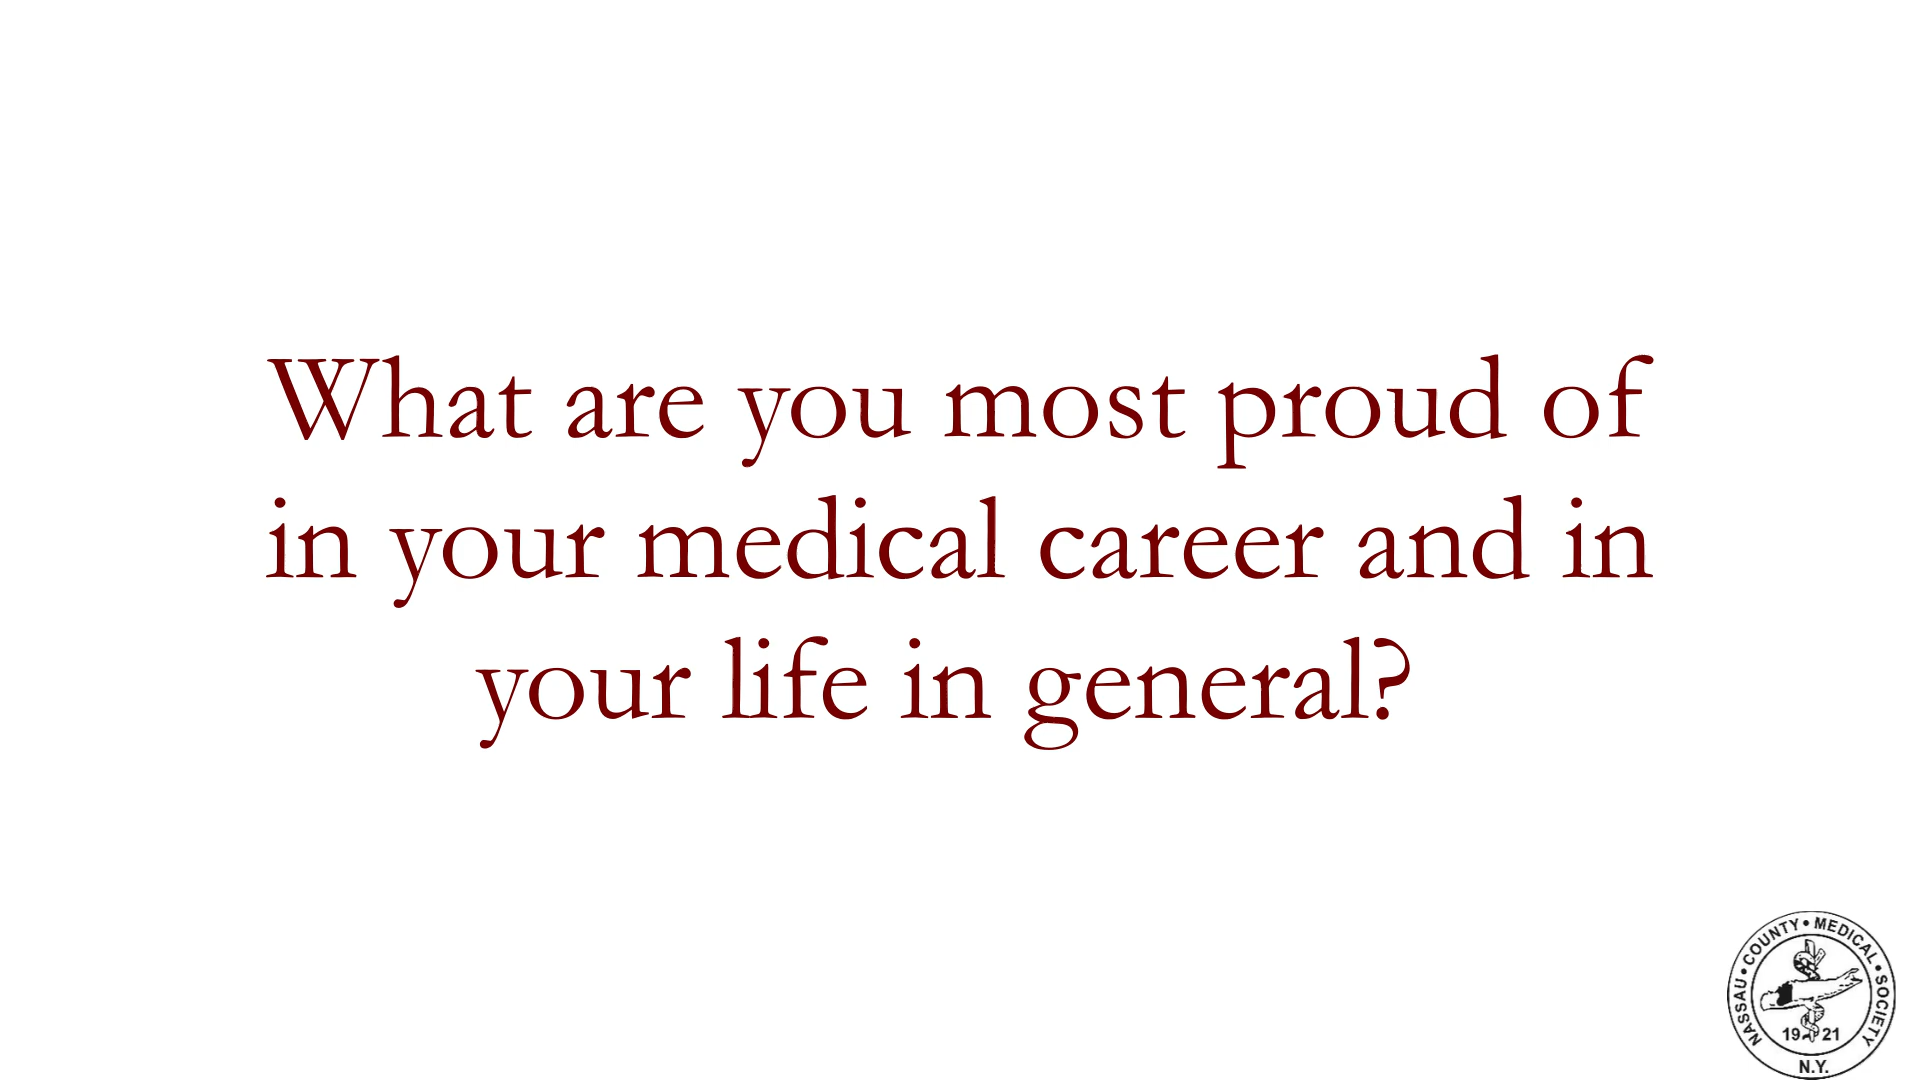 What are you most proud of
in your medical career and in
your life in general?
NASSAU • COUNTY • MEDICAL • SOCIETY
19 21
N.Y.